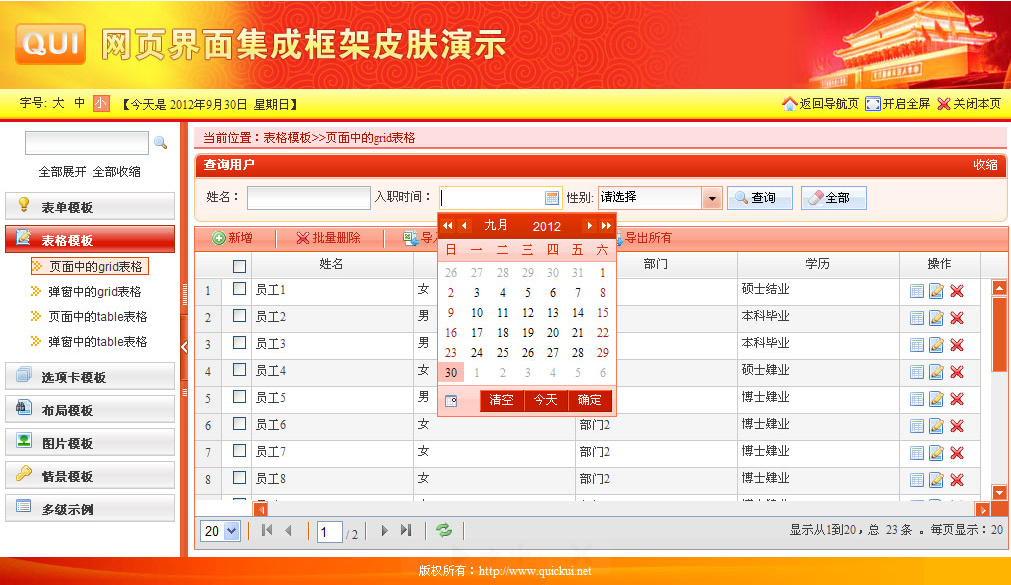 QUI 网页界面集成框架皮肤演示
字号: 大 中 小 【今天是 2012年9月30日 星期日】 返回导航页 开启全屏 关闭本页
全部展开 全部收缩
表单模板
表格模板
页面中的grid表格
弹窗中的grid表格
页面中的table表格
弹窗中的table表格
选项卡模板
布局模板
图片模板
情景模板
多级示例
当前位置：表格模板>>页面中的grid表格
查询用户 收缩
姓名： 入职时间： 性别: 请选择 查询 全部
新增 批量删除 导入 导出所有
姓名 部门 学历 操作
1 员工1 女 硕士结业
2 员工2 男 本科毕业
3 员工3 男 本科毕业
4 员工4 女 硕士肄业
5 员工5 男 博士肄业
6 员工6 女 部门2 博士肄业
7 员工7 女 部门2 博士肄业
8 员工8 女 部门2 博士肄业
九月 2012
日 一 二 三 四 五 六
26 27 28 29 30 31 1
2 3 4 5 6 7 8
9 10 11 12 13 14 15
16 17 18 19 20 21 22
23 24 25 26 27 28 29
30 1 2 3 4 5 6
清空 今天 确定
20 1 / 2 显示从1到20，总 23 条 。每页显示：20
版权所有：http://www.quickui.net